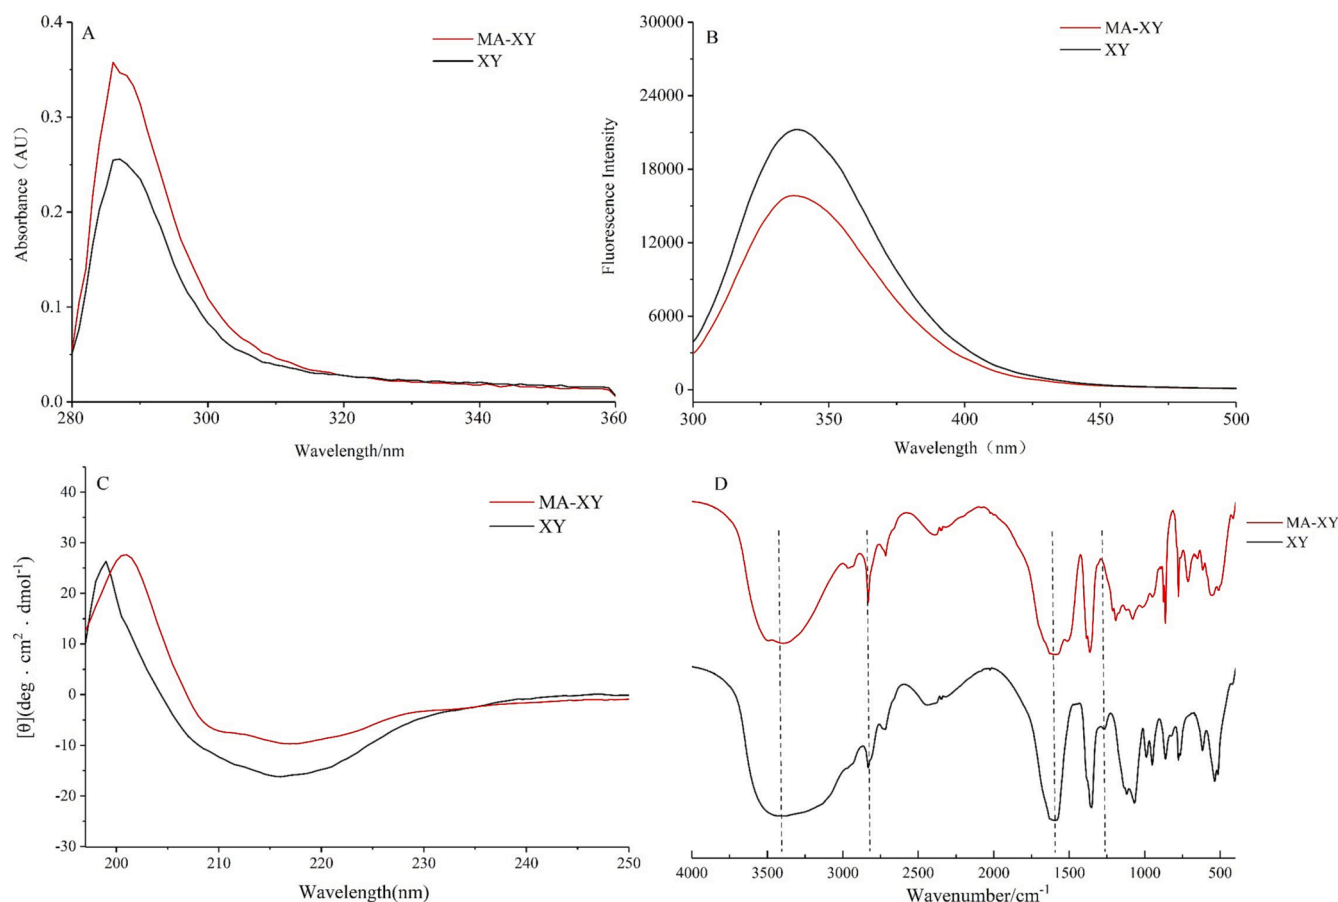 A
MA-XY
XY
0.4
0.3
0.2
0.1
0.0
Absorbance（AU）
280 300 320 340 360
Wavelength/nm
B
MA-XY
XY
30000
24000
18000
12000
6000
0
Fluorescence Intensity
300 350 400 450 500
Wavelength（nm）
C
MA-XY
XY
40
30
20
10
0
-10
-20
-30
[θ](deg · cm² · dmol⁻¹)
200 210 220 230 240 250
Wavelength(nm)
D
MA-XY
XY
4000 3500 3000 2500 2000 1500 1000 500
Wavenumber/cm⁻¹